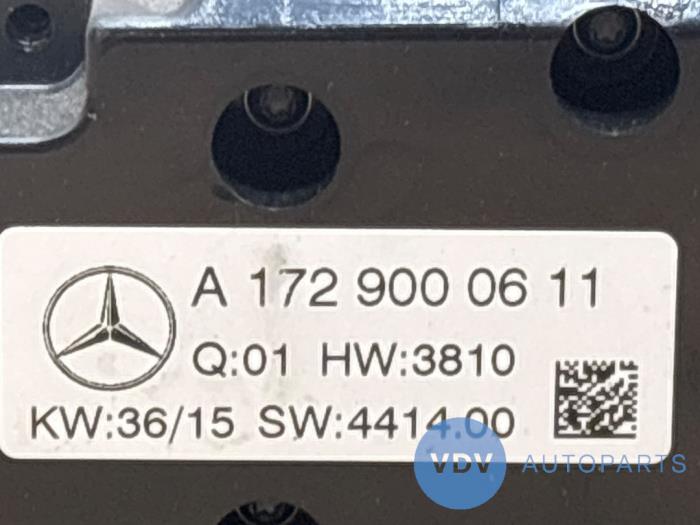 A 172 900 06 11
Q:01 HW:3810
KW:36/15 SW:4414.00
VDV AUTOPARTS